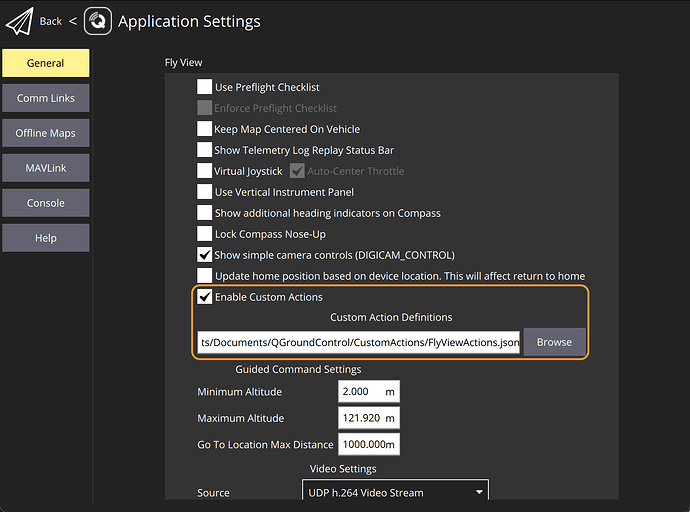 Back < Application Settings
General
Comm Links
Offline Maps
MAVLink
Console
Help
Fly View
Use Preflight Checklist
Enforce Preflight Checklist
Keep Map Centered On Vehicle
Show Telemetry Log Replay Status Bar
Virtual Joystick Auto-Center Throttle
Use Vertical Instrument Panel
Show additional heading indicators on Compass
Lock Compass Nose-Up
Show simple camera controls (DIGICAM_CONTROL)
Update home position based on device location. This will affect return to home
Enable Custom Actions
Custom Action Definitions
ts/Documents/QGroundControl/CustomActions/FlyViewActions.json Browse
Guided Command Settings
Minimum Altitude 2.000 m
Maximum Altitude 121.920 m
Go To Location Max Distance 1000.000m
Video Settings
Source UDP h.264 Video Stream